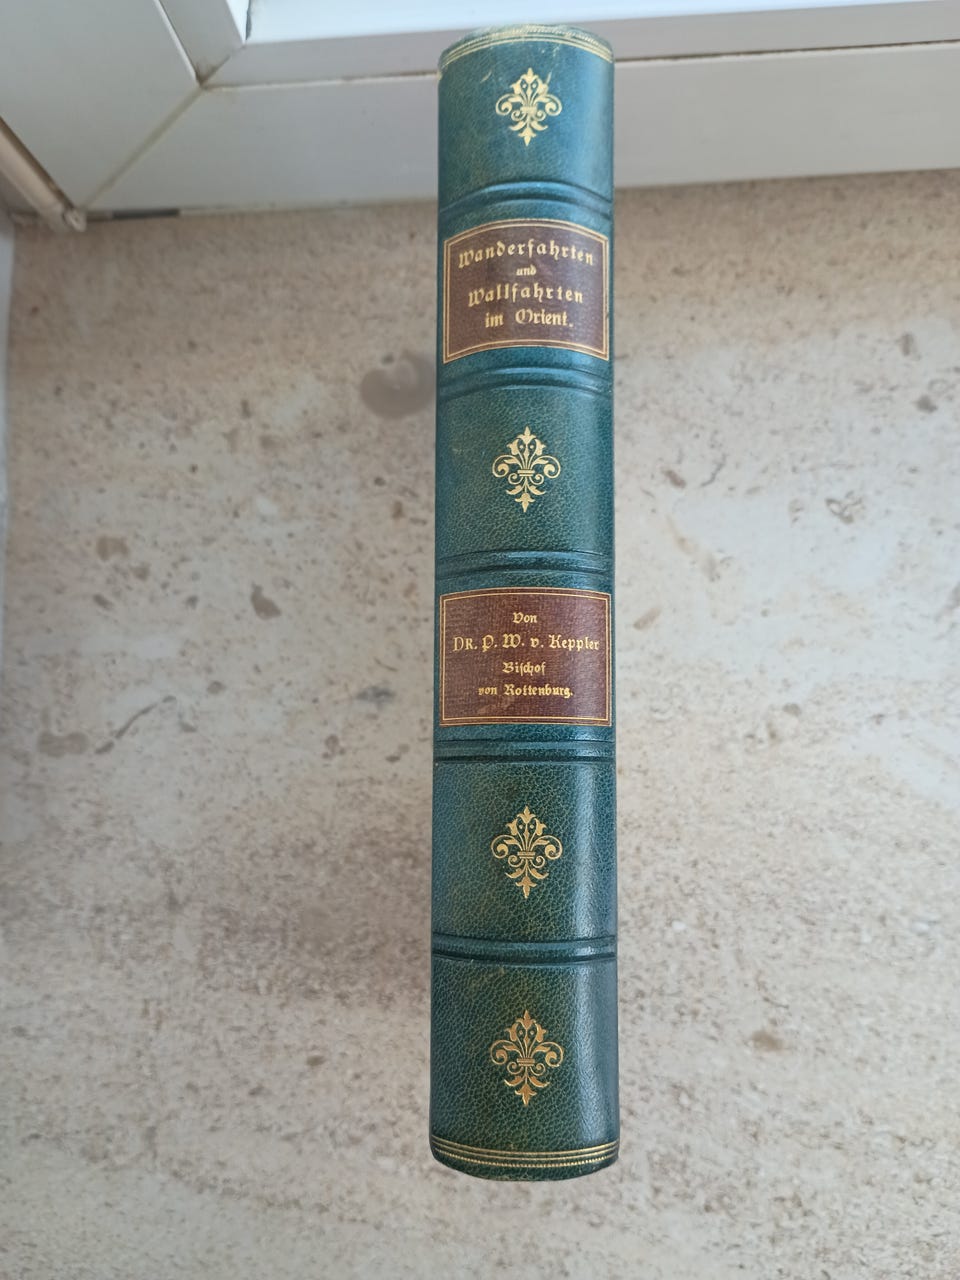 Wanderfahrten
und
Wallfahrten
im Orient.
Von
DR. P. W. v. Keppler
Bischof
von Rottenburg.